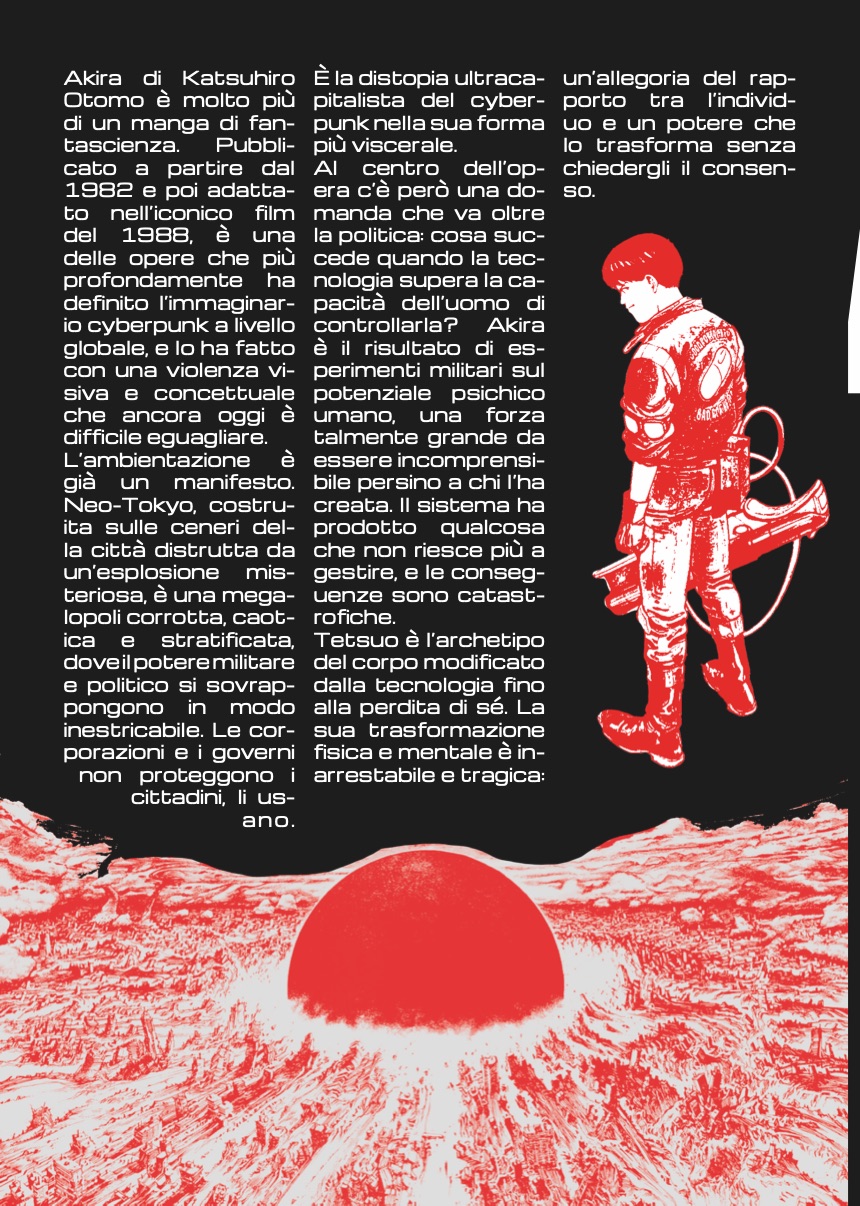 Akira di Katsuhiro
Otomo è molto più
di un manga di fan-
tascienza. Pubbli-
cato a partire dal
1982 e poi adatta-
to nell'iconico film
del 1988, è una
delle opere che più
profondamente ha
definito l'immaginar-
io cyberpunk a livello
globale, e lo ha fatto
con una violenza vi-
siva e concettuale
che ancora oggi è
difficile eguagliare.
L'ambientazione è
già un manifesto.
Neo-Tokyo, costru-
ita sulle ceneri del-
la città distrutta da
un'esplosione mis-
teriosa, è una mega-
lopoli corrotta, caot-
ica e stratificata,
dove il potere militare
e politico si sovrap-
pongono in modo
inestricabile. Le cor-
porazioni e i governi
non proteggono i
cittadini, li us-
ano.
È la distopia ultraca-
pitalista del cyber-
punk nella sua forma
più viscerale.
Al centro dell'op-
era c'è però una do-
manda che va oltre
la politica: cosa suc-
cede quando la tec-
nologia supera la ca-
pacità dell'uomo di
controllarla? Akira
è il risultato di es-
perimenti militari sul
potenziale psichico
umano, una forza
talmente grande da
essere incomprensi-
bile persino a chi l'ha
creata. Il sistema ha
prodotto qualcosa
che non riesce più a
gestire, e le conseg-
uenze sono catast-
rofiche.
Tetsuo è l'archetipo
del corpo modificato
dalla tecnologia fino
alla perdita di sé. La
sua trasformazione
fisica e mentale è in-
arrestabile e tragica:
un'allegoria del rap-
porto tra l'individ-
uo e un potere che
lo trasforma senza
chiedergli il consen-
so.